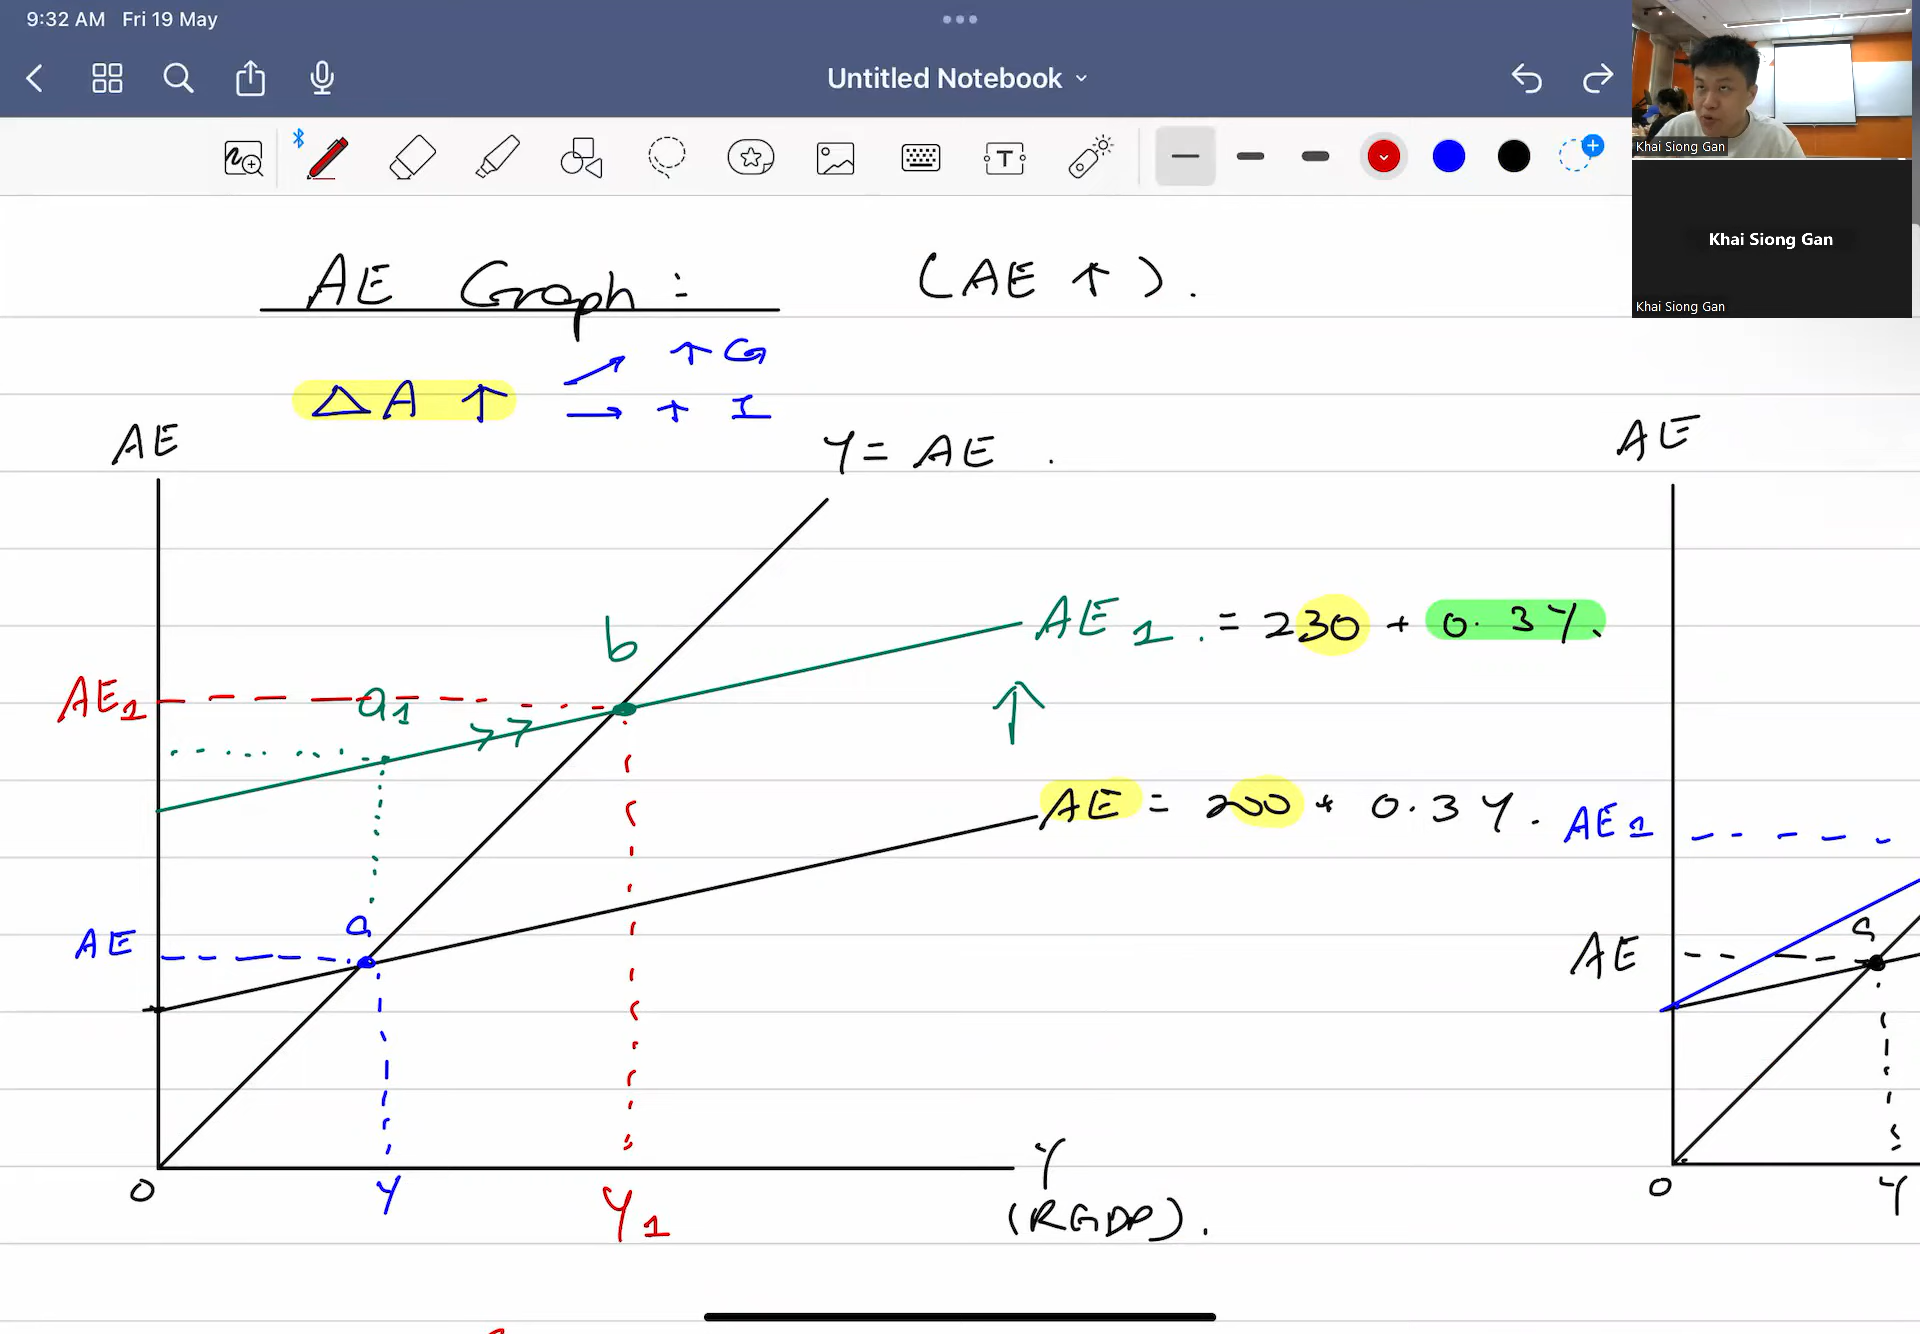 9:32 AM Fri 19 May
Untitled Notebook
T
Khai Siong Gan
Khai Siong Gan
Khai Siong Gan
AE Graph : (AE ↑).
↑ G
Δ A ↑ → ↑ I
AE
Y = AE .
AE
b
AE 1 . = 230 + 0.3Y.
AE1
a1
↑
AE = 200 + 0.3Y.
AE1
a
AE
a
AE
Y
0
Y
Y1
(RGDP).
0
Y